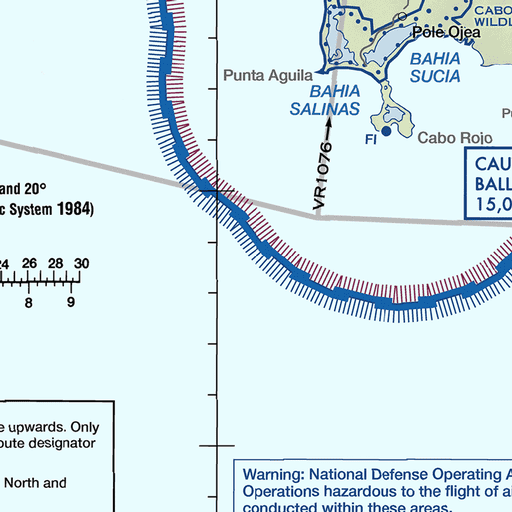 CABO
WILDL
Pole Ojea
Punta Aguila
BAHIA
SUCIA
BAHIA
SALINAS
Fl
Cabo Rojo
VR1076
CAU
BALL
15,0
and 20°
c System 1984)
24 26 28 30
8 9
e upwards. Only
oute designator
North and
Warning: National Defense Operating A
Operations hazardous to the flight of ai
conducted within these areas.